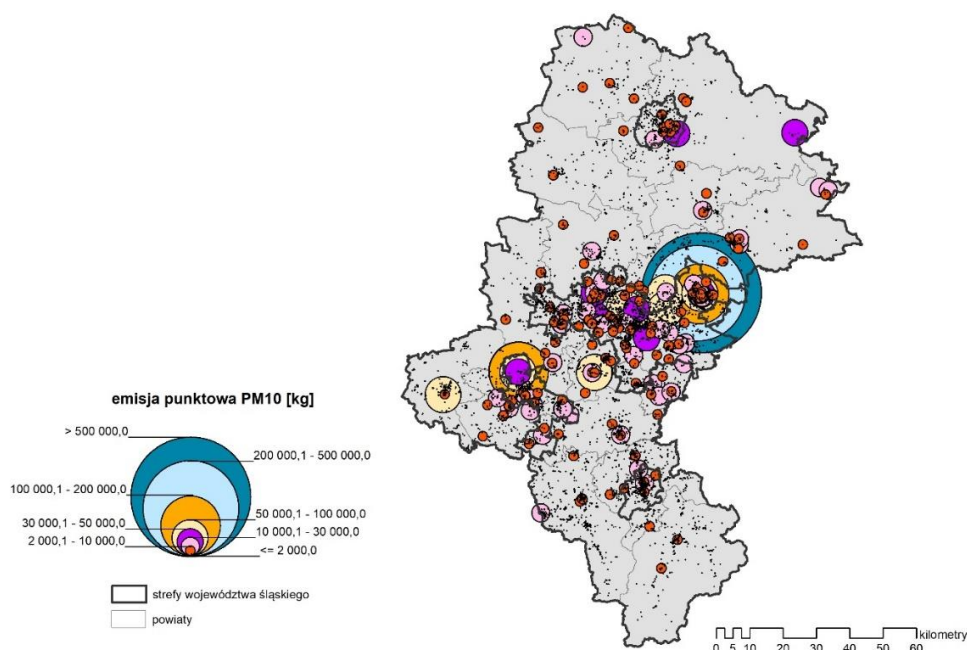 emisja punktowa PM10 [kg]
> 500 000,0
200 000,1 - 500 000,0
100 000,1 - 200 000,0
50 000,1 - 100 000,0
30 000,1 - 50 000,0
10 000,1 - 30 000,0
2 000,1 - 10 000,0
<= 2 000,0
strefy województwa śląskiego
powiaty
kilometry
0 5 10 20 30 40 50 60